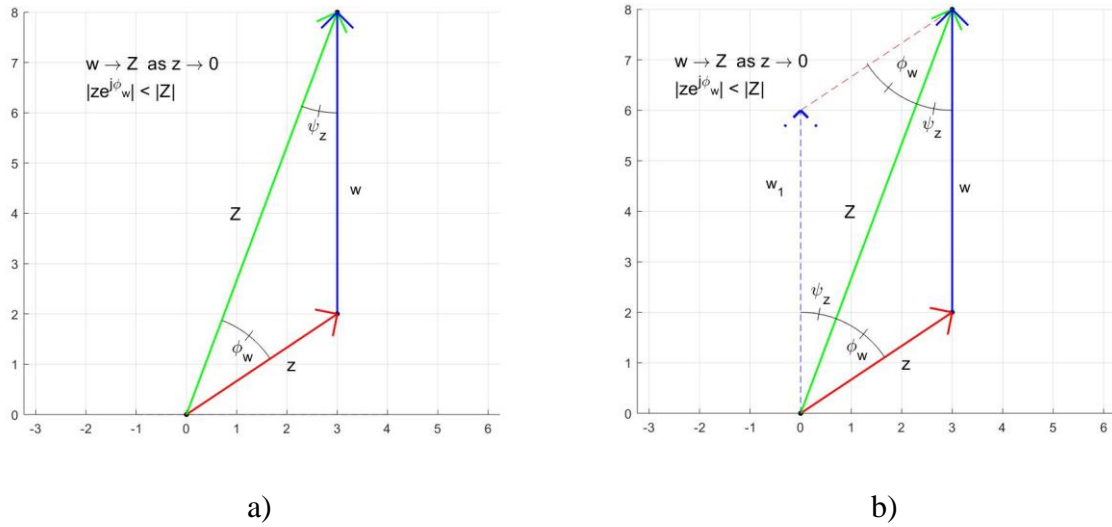 8
7
6
5
4
3
2
1
0
-3 -2 -1 0 1 2 3 4 5 6
w → Z as z → 0
|ze^{jϕ_w}| < |Z|
ψ_z
w
Z
ϕ_w
z
a)
8
7
6
5
4
3
2
1
0
-3 -2 -1 0 1 2 3 4 5 6
w → Z as z → 0
|ze^{jϕ_w}| < |Z|
ϕ_w
ψ_z
w_1
w
Z
ψ_z
ϕ_w
z
b)